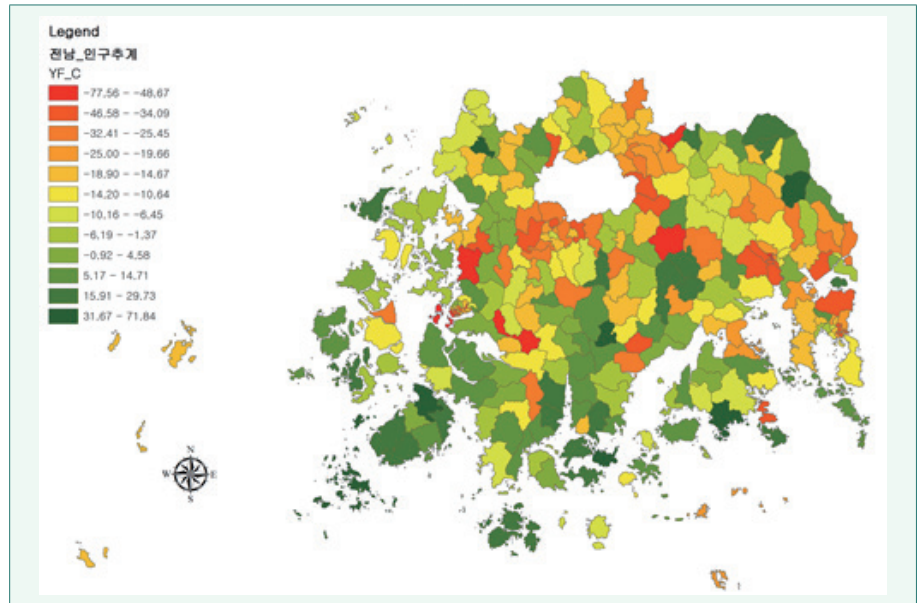 Legend
전남_인구추계
YF_C
-77.56 - -48.67
-46.58 - -34.09
-32.41 - -25.45
-25.00 - -19.66
-18.90 - -14.67
-14.20 - -10.64
-10.16 - -6.45
-6.19 - -1.37
-0.92 - 4.58
5.17 - 14.71
15.91 - 29.73
31.67 - 71.84
N
W E
S